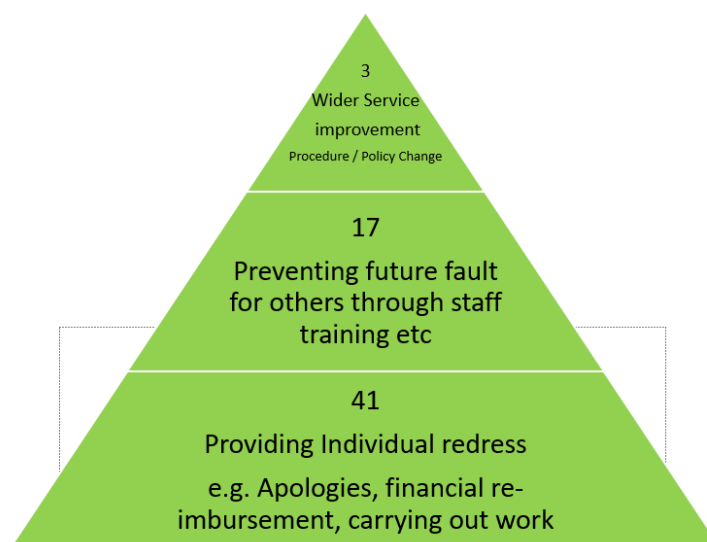 3
Wider Service
improvement
Procedure / Policy Change
17
Preventing future fault
for others through staff
training etc
41
Providing Individual redress
e.g. Apologies, financial re-
imbursement, carrying out work